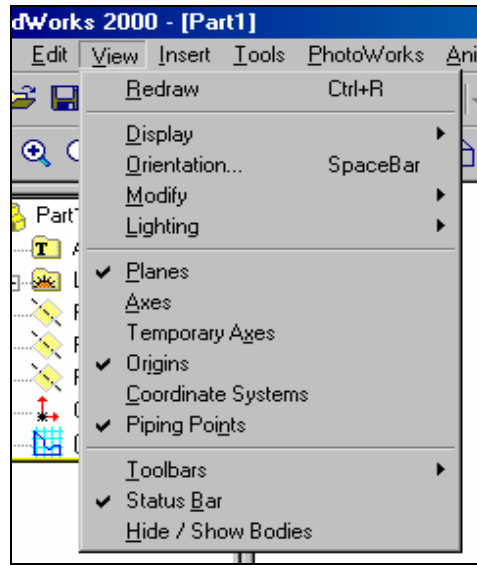 dWorks 2000 - [Part1]
Edit View Insert Tools PhotoWorks Ani
Redraw Ctrl+R
Display
Orientation... SpaceBar
Modify
Lighting
Planes
Axes
Temporary Axes
Origins
Coordinate Systems
Piping Points
Toolbars
Status Bar
Hide / Show Bodies
Part
T